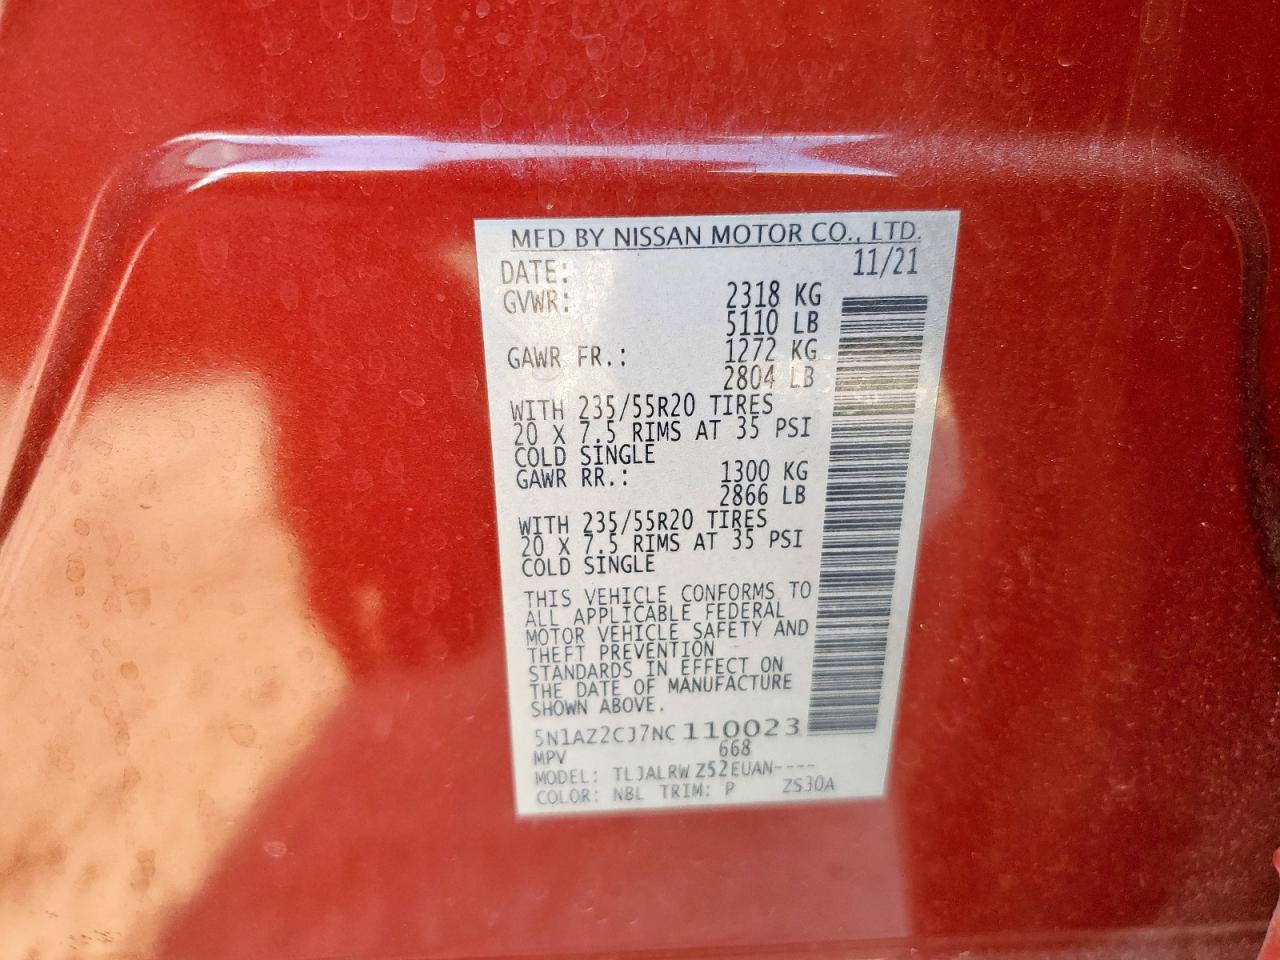 MFD BY NISSAN MOTOR CO., LTD.
DATE: 11/21
GVWR: 2318 KG
5110 LB
GAWR FR.: 1272 KG
2804 LB
WITH 235/55R20 TIRES
20 X 7.5 RIMS AT 35 PSI
COLD SINGLE
GAWR RR.: 1300 KG
2866 LB
WITH 235/55R20 TIRES
20 X 7.5 RIMS AT 35 PSI
COLD SINGLE
THIS VEHICLE CONFORMS TO
ALL APPLICABLE FEDERAL
MOTOR VEHICLE SAFETY AND
THEFT PREVENTION
STANDARDS IN EFFECT ON
THE DATE OF MANUFACTURE
SHOWN ABOVE.
5N1AZ2CJ7NC110023
MPV 668
MODEL: TLJALRWZ52EUAN----
COLOR: NBL TRIM: P ZS30A